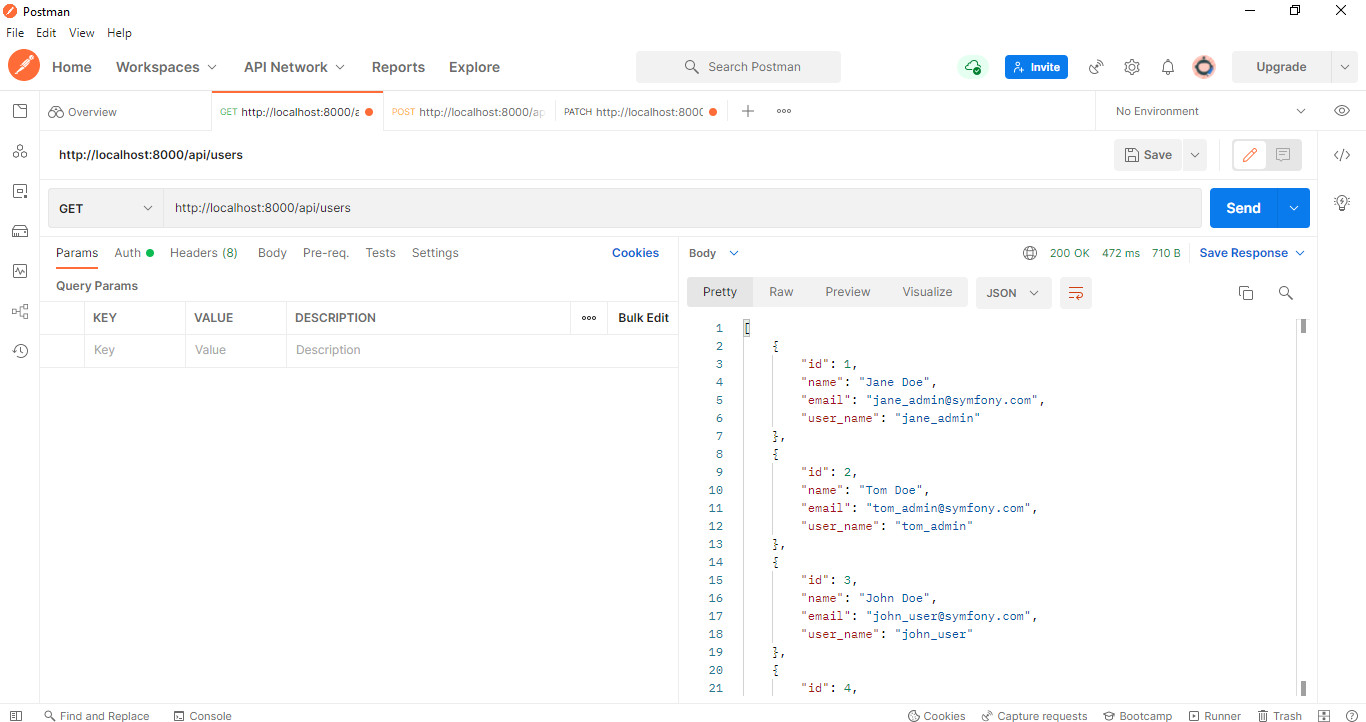 Postman
File Edit View Help
Home Workspaces API Network Reports Explore Search Postman Invite Upgrade
Overview GET http://localhost:8000/a POST http://localhost:8000/ap PATCH http://localhost:8000 No Environment
http://localhost:8000/api/users Save
GET http://localhost:8000/api/users Send
Params Auth Headers (8) Body Pre-req. Tests Settings Cookies
Body 200 OK 472 ms 710 B Save Response
Query Params
Pretty Raw Preview Visualize JSON
KEY VALUE DESCRIPTION Bulk Edit
Key Value Description
1 [
2 {
3 "id": 1,
4 "name": "Jane Doe",
5 "email": "jane_admin@symfony.com",
6 "user_name": "jane_admin"
7 },
8 {
9 "id": 2,
10 "name": "Tom Doe",
11 "email": "tom_admin@symfony.com",
12 "user_name": "tom_admin"
13 },
14 {
15 "id": 3,
16 "name": "John Doe",
17 "email": "john_user@symfony.com",
18 "user_name": "john_user"
19 },
20 {
21 "id": 4,
Find and Replace Console Cookies Capture requests Bootcamp Runner Trash